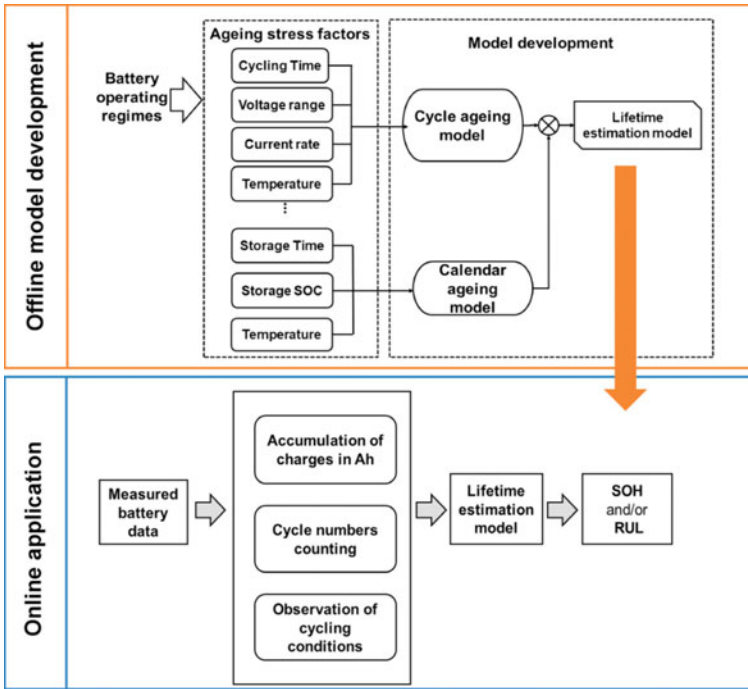 Offline model development
Ageing stress factors
Model development
Battery
operating
regimes
Cycling Time
Voltage range
Current rate
Temperature
...
Storage Time
Storage SOC
Temperature
Cycle ageing
model
Calendar
ageing
model
Lifetime
estimation model
Online application
Measured
battery
data
Accumulation of
charges in Ah
Cycle numbers
counting
Observation of
cycling
conditions
Lifetime
estimation
model
SOH
and/or
RUL